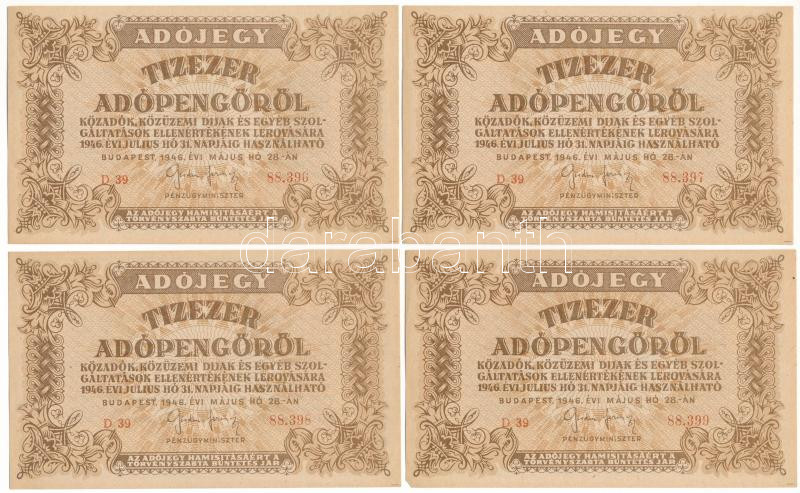 ADÓJEGY
TIZEZER
ADÓPENGŐRŐL
KÖZADÓK, KÖZÜZEMI DIJAK ÉS EGYÉB SZOL-
GÁLTATÁSOK ELLENÉRTÉKÉNEK LEROVÁSÁRA
1946. ÉVI JULIUS HÓ 31. NAPJÁIG HASZNÁLHATÓ
BUDAPEST, 1946. ÉVI MÁJUS HÓ 28-ÁN
D 39 88.396
PÉNZÜGYMINISZTER
AZ ADÓJEGY HAMISITÁSÁÉRT A
TÖRVÉNYSZABTA BÜNTETÉS JÁR
ADÓJEGY
TIZEZER
ADÓPENGŐRŐL
KÖZADÓK, KÖZÜZEMI DIJAK ÉS EGYÉB SZOL-
GÁLTATÁSOK ELLENÉRTÉKÉNEK LEROVÁSÁRA
1946. ÉVI JULIUS HÓ 31. NAPJÁIG HASZNÁLHATÓ
BUDAPEST, 1946. ÉVI MÁJUS HÓ 28-ÁN
D 39 88.397
PÉNZÜGYMINISZTER
AZ ADÓJEGY HAMISITÁSÁÉRT A
TÖRVÉNYSZABTA BÜNTETÉS JÁR
darabanth
ADÓJEGY
TIZEZER
ADÓPENGŐRŐL
KÖZADÓK, KÖZÜZEMI DIJAK ÉS EGYÉB SZOL-
GÁLTATÁSOK ELLENÉRTÉKÉNEK LEROVÁSÁRA
1946. ÉVI JULIUS HÓ 31. NAPJÁIG HASZNÁLHATÓ
BUDAPEST, 1946. ÉVI MÁJUS HÓ 28-ÁN
D 39 88.398
PÉNZÜGYMINISZTER
AZ ADÓJEGY HAMISITÁSÁÉRT A
TÖRVÉNYSZABTA BÜNTETÉS JÁR
ADÓJEGY
TIZEZER
ADÓPENGŐRŐL
KÖZADÓK, KÖZÜZEMI DIJAK ÉS EGYÉB SZOL-
GÁLTATÁSOK ELLENÉRTÉKÉNEK LEROVÁSÁRA
1946. ÉVI JULIUS HÓ 31. NAPJÁIG HASZNÁLHATÓ
BUDAPEST, 1946. ÉVI MÁJUS HÓ 28-ÁN
D 39 88.399
PÉNZÜGYMINISZTER
AZ ADÓJEGY HAMISITÁSÁÉRT A
TÖRVÉNYSZABTA BÜNTETÉS JÁR